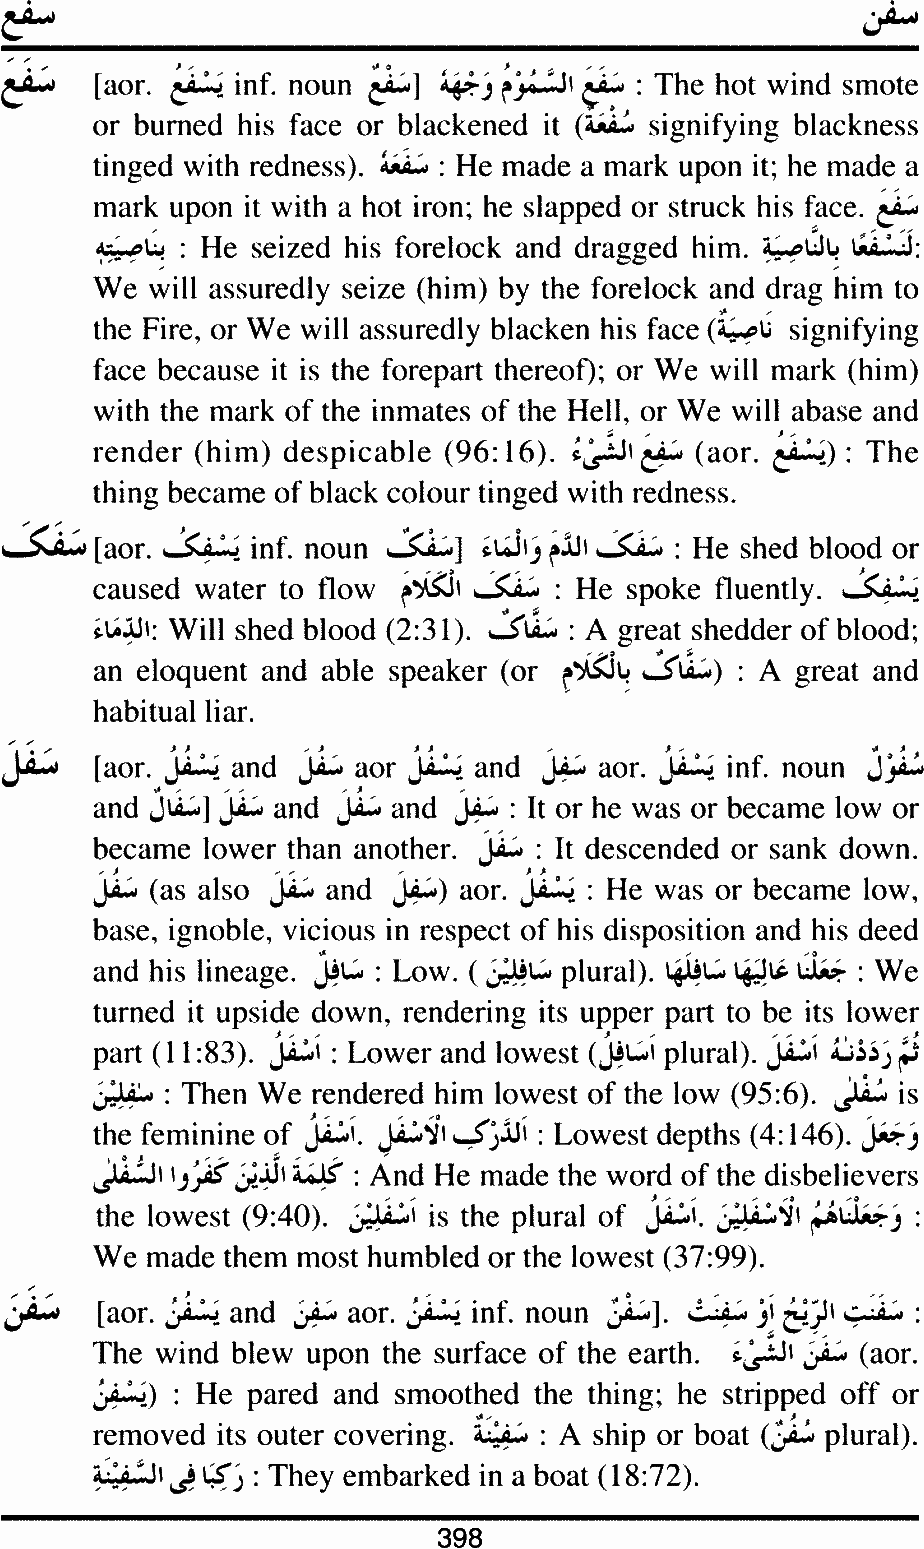 سفع سفن
سَفَعَ [aor. يَسْفَعُ inf. noun سَفْعٌ] سَفَعَ السَّمُوْمُ وَجْهَهٗ : The hot wind smote
or burned his face or blackened it (سُفْعَةٌ signifying blackness
tinged with redness). سَفَعَهٗ : He made a mark upon it; he made a
mark upon it with a hot iron; he slapped or struck his face. سَفَعَ
بِنَاصِيَتِهٖ : He seized his forelock and dragged him. لَنَسْفَعًا بِالنَّاصِيَةِ:
We will assuredly seize (him) by the forelock and drag him to
the Fire, or We will assuredly blacken his face (نَاصِيَةٌ signifying
face because it is the forepart thereof); or We will mark (him)
with the mark of the inmates of the Hell, or We will abase and
render (him) despicable (96:16). سَفِعَ الشَّيْءُ (aor. يَسْفَعُ) : The
thing became of black colour tinged with redness.
سَفَكَ [aor. يَسْفِكُ inf. noun سَفْكٌ] سَفَكَ الدَّمَ وَالْمَاءَ : He shed blood or
caused water to flow سَفَكَ الْكَلَامَ : He spoke fluently. يَسْفِكُ
الدِّمَاءَ: Will shed blood (2:31). سَفَّاكٌ : A great shedder of blood;
an eloquent and able speaker (or سَفَّاكٌ بِالْكَلَامِ) : A great and
habitual liar.
سَفَلَ [aor. يَسْفُلُ and سَفُلَ aor يَسْفُلُ and سَفِلَ aor. يَسْفَلُ inf. noun سُفُوْلٌ
and سَفَالٌ] سَفَلَ and سَفُلَ and سَفِلَ : It or he was or became low or
became lower than another. سَفَلَ : It descended or sank down.
سَفُلَ (as also سَفَلَ and سَفِلَ) aor. يَسْفُلُ : He was or became low,
base, ignoble, vicious in respect of his disposition and his deed
and his lineage. سَافِلٌ : Low. (سَافِلِيْنَ plural). جَعَلْنَا عَالِيَهَا سَافِلَهَا : We
turned it upside down, rendering its upper part to be its lower
part (11:83). اَسْفَلُ : Lower and lowest (اَسَافِلُ plural). ثُمَّ رَدَدْنٰهُ اَسْفَلَ
سٰفِلِيْنَ : Then We rendered him lowest of the low (95:6). سُفْلٰى is
the feminine of اَسْفَلُ. اَلدَّرْكِ الْاَسْفَلِ : Lowest depths (4:146). وَجَعَلَ
كَلِمَةَ الَّذِيْنَ كَفَرُوا السُّفْلٰى : And He made the word of the disbelievers
the lowest (9:40). اَسْفَلِيْنَ is the plural of اَسْفَلُ. وَجَعَلْنَاهُمُ الْاَسْفَلِيْنَ :
We made them most humbled or the lowest (37:99).
سَفَنَ [aor. يَسْفُنُ and سَفِنَ aor. يَسْفَنُ inf. noun سَفْنٌ]. سَفَنَتِ الرِّيْحُ اَوْ سَفِنَتْ :
The wind blew upon the surface of the earth. سَفَنَ الشَّيْءَ (aor.
يَسْفِنُ) : He pared and smoothed the thing; he stripped off or
removed its outer covering. سَفِيْنَةٌ : A ship or boat (سُفُنٌ plural).
رَكِبَا فِى السَّفِيْنَةِ : They embarked in a boat (18:72).
398